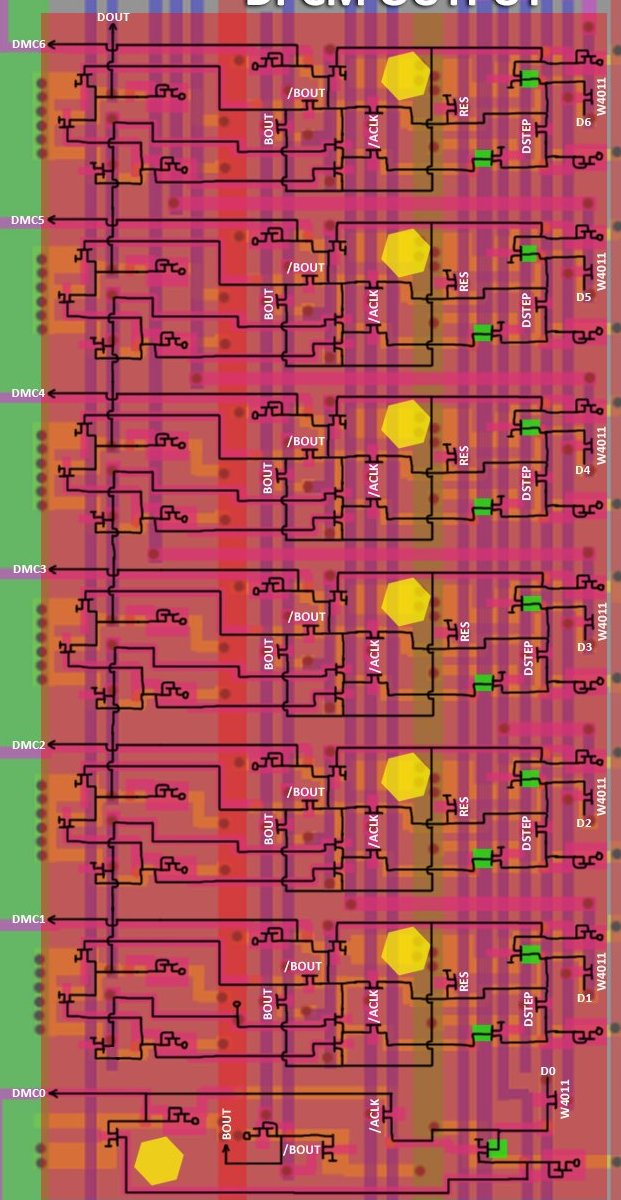 DOUT
DMC6
/BOUT
BOUT
/ACLK
RES
DSTEP
D6
W4011
DMC5
/BOUT
BOUT
/ACLK
RES
DSTEP
D5
W4011
DMC4
/BOUT
BOUT
/ACLK
RES
DSTEP
D4
W4011
DMC3
/BOUT
BOUT
/ACLK
RES
DSTEP
D3
W4011
DMC2
/BOUT
BOUT
/ACLK
RES
DSTEP
D2
W4011
DMC1
/BOUT
BOUT
/ACLK
RES
DSTEP
D1
W4011
D0
W4011
DMC0
/ACLK
BOUT
/BOUT